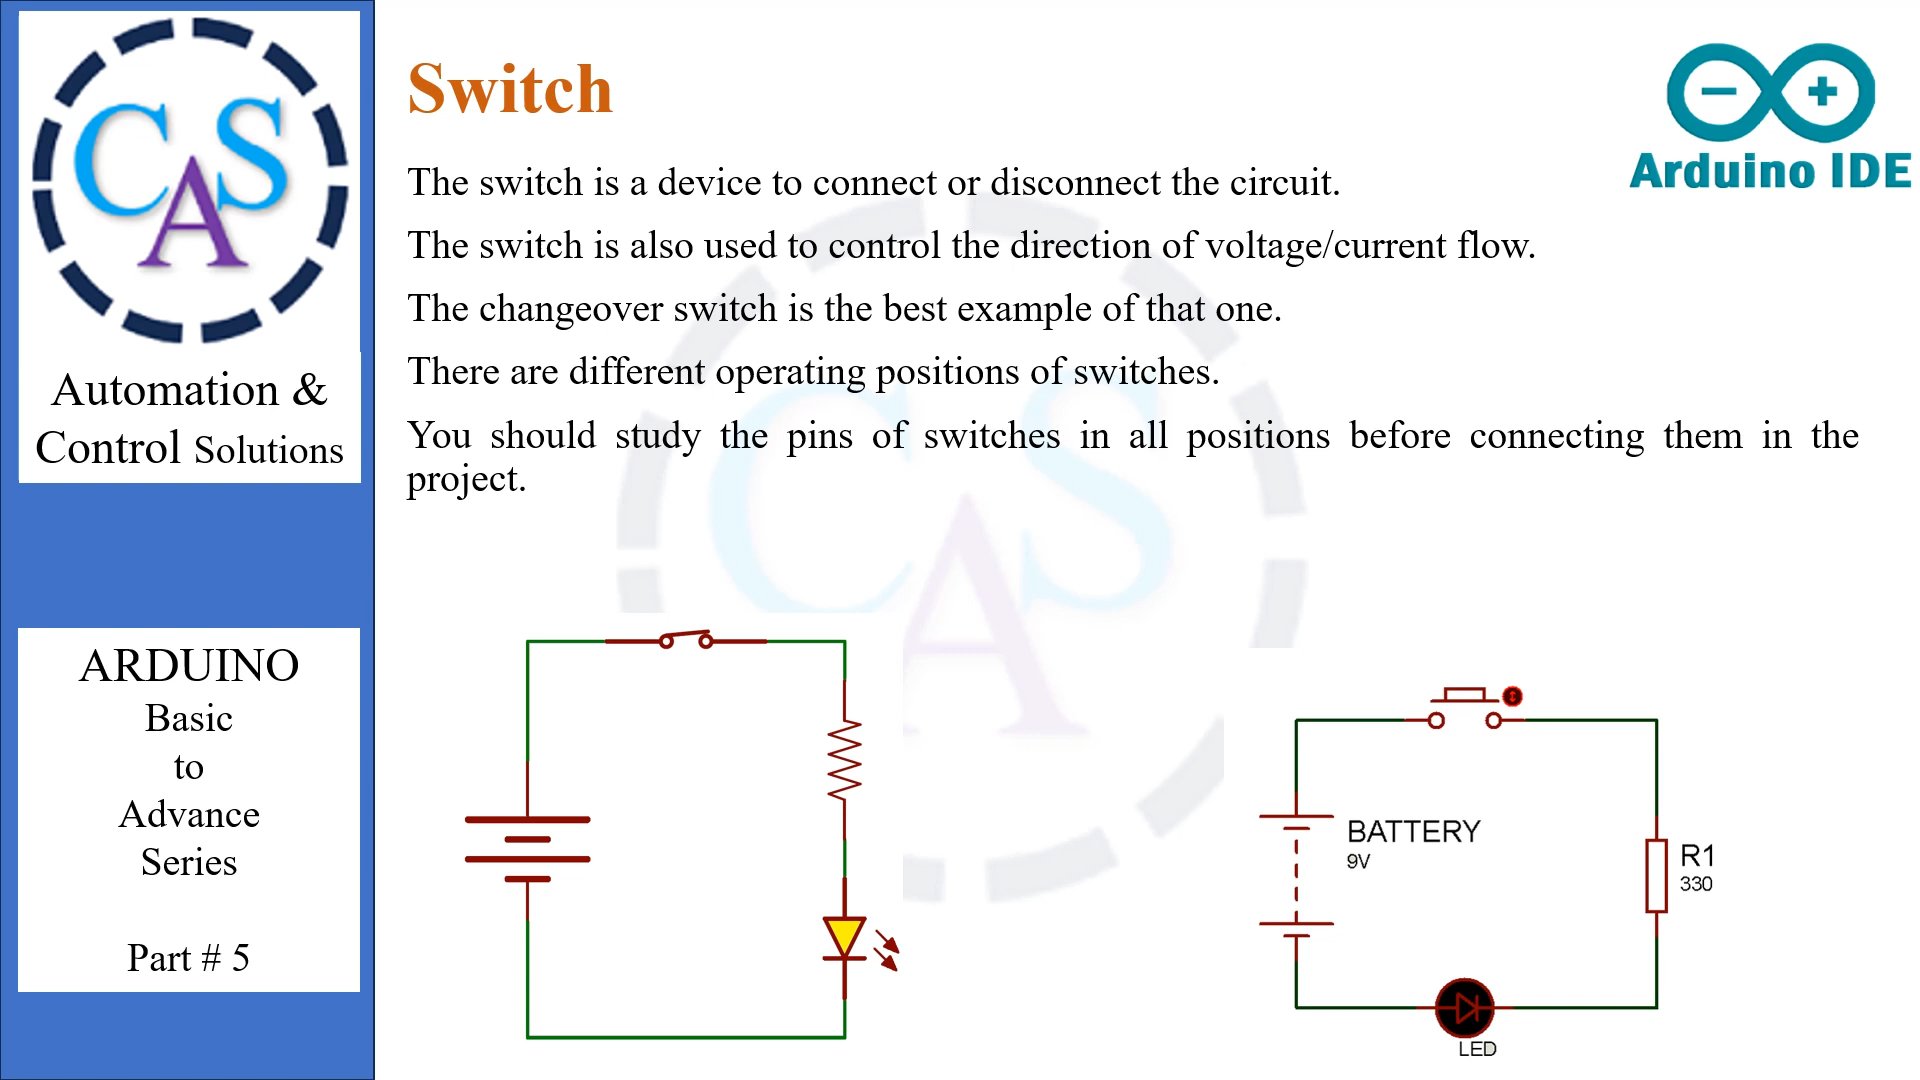 CAS
Automation &
Control Solutions
ARDUINO
Basic
to
Advance
Series
Part # 5
Switch
Arduino IDE
The switch is a device to connect or disconnect the circuit.
The switch is also used to control the direction of voltage/current flow.
The changeover switch is the best example of that one.
There are different operating positions of switches.
You should study the pins of switches in all positions before connecting them in the
project.
CAS
BATTERY
9V
R1
330
LED